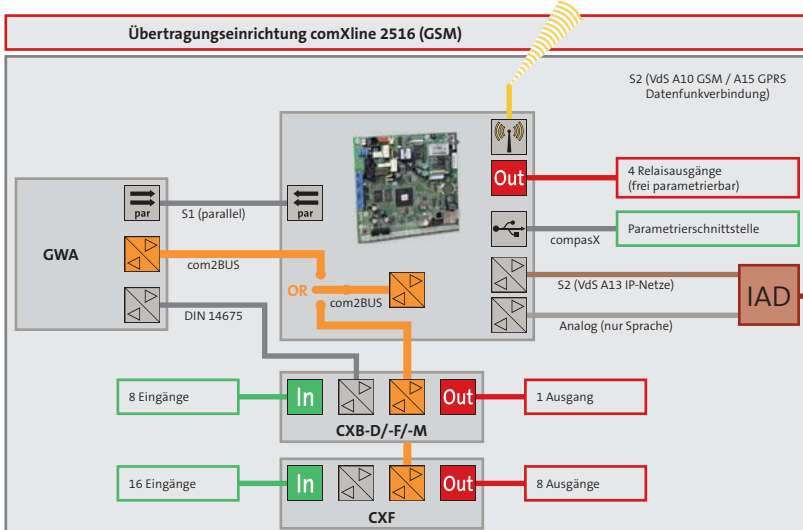 Übertragungseinrichtung comXline 2516 (GSM)
S2 (VdS A10 GSM / A15 GPRS
Datenfunkverbindung)
Out
4 Relaisausgänge
(frei parametrierbar)
par
S1 (parallel)
par
GWA
compasX
Parametrierschnittstelle
com2BUS
OR
com2BUS
S2 (VdS A13 IP-Netze)
IAD
DIN 14675
Analog (nur Sprache)
8 Eingänge
In
Out
1 Ausgang
CXB-D/-F/-M
16 Eingänge
In
Out
8 Ausgänge
CXF